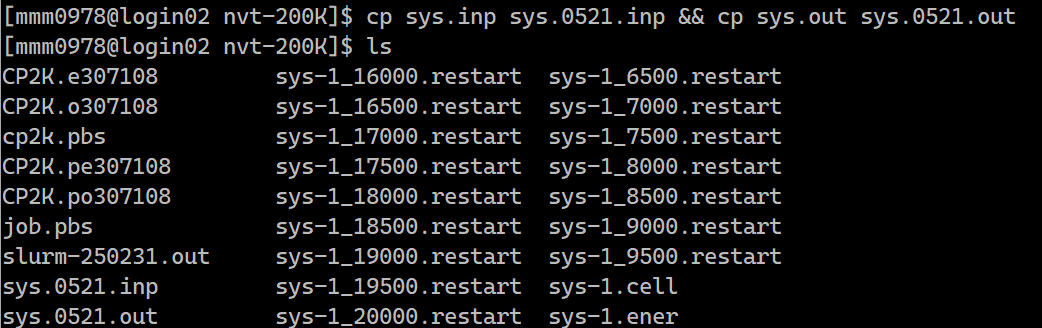 [mmm0978@login02 nvt-200K]$ cp sys.inp sys.0521.inp && cp sys.out sys.0521.out
[mmm0978@login02 nvt-200K]$ ls
CP2K.e307108 sys-1_16000.restart sys-1_6500.restart
CP2K.o307108 sys-1_16500.restart sys-1_7000.restart
cp2k.pbs sys-1_17000.restart sys-1_7500.restart
CP2K.pe307108 sys-1_17500.restart sys-1_8000.restart
CP2K.po307108 sys-1_18000.restart sys-1_8500.restart
job.pbs sys-1_18500.restart sys-1_9000.restart
slurm-250231.out sys-1_19000.restart sys-1_9500.restart
sys.0521.inp sys-1_19500.restart sys-1.cell
sys.0521.out sys-1_20000.restart sys-1.ener